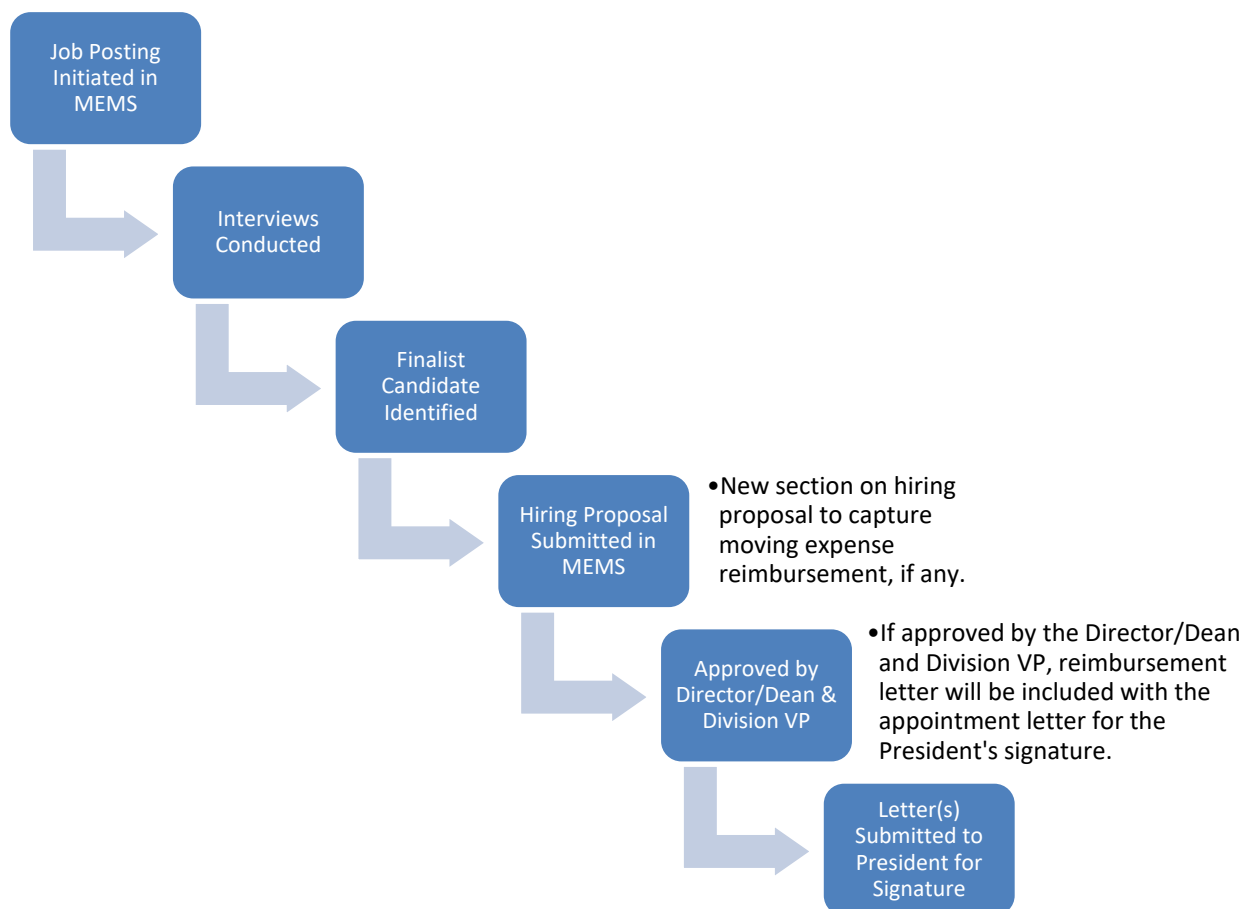 Job Posting
Initiated in
MEMS
Interviews
Conducted
Finalist
Candidate
Identified
Hiring Proposal
Submitted in
MEMS
•New section on hiring
proposal to capture
moving expense
reimbursement, if any.
Approved by
Director/Dean &
Division VP
•If approved by the Director/Dean
and Division VP, reimbursement
letter will be included with the
appointment letter for the
President's signature.
Letter(s)
Submitted to
President for
Signature